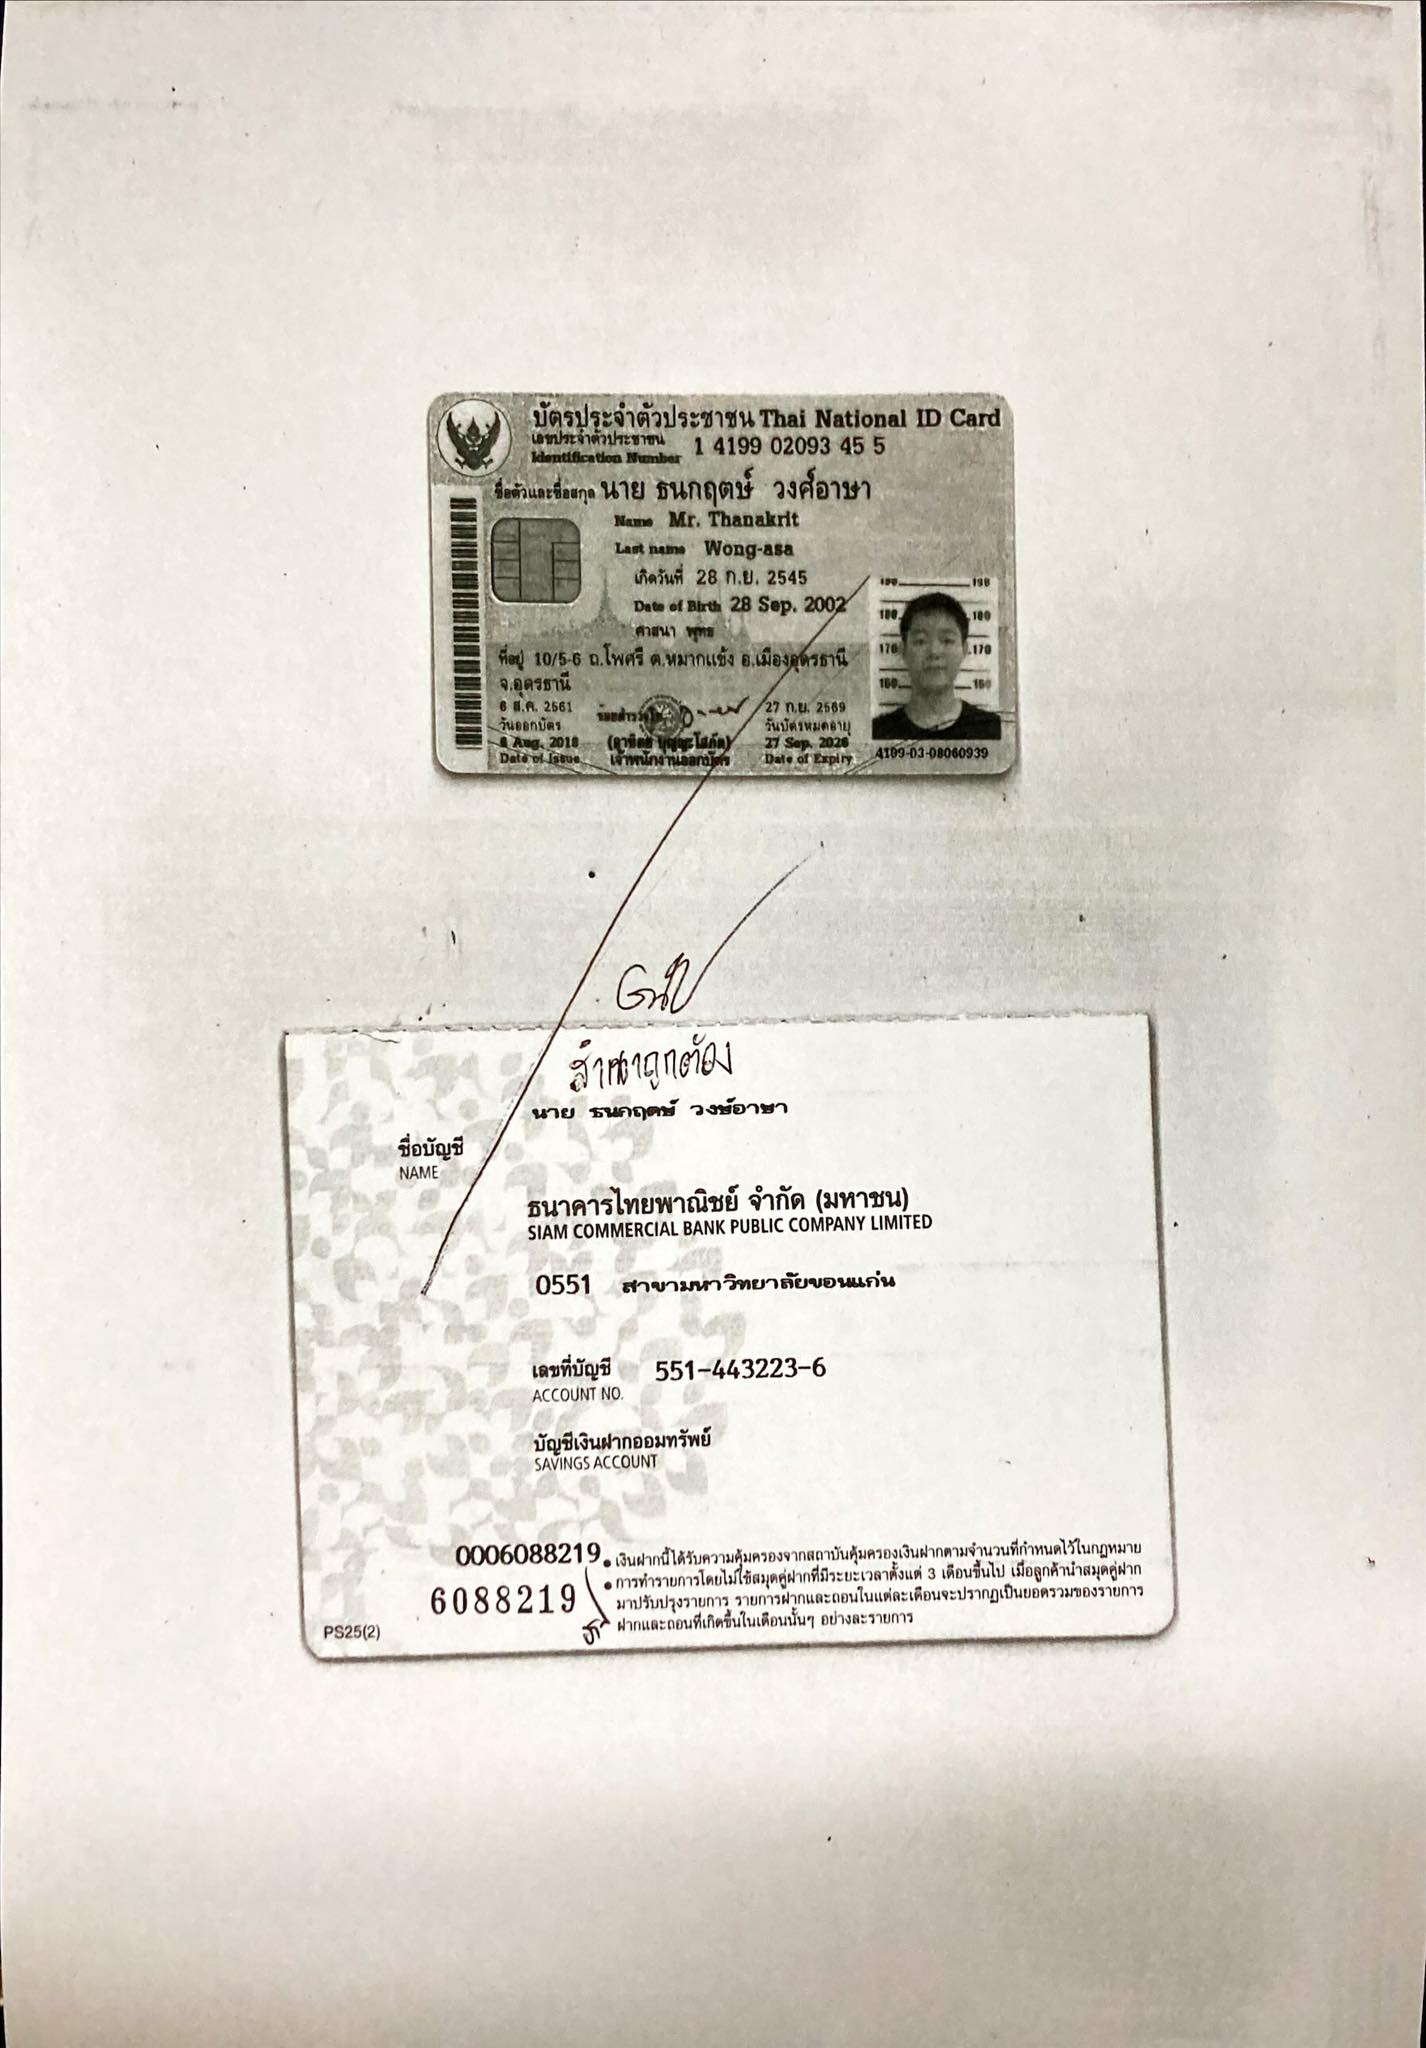 บัตรประจำตัวประชาชน Thai National ID Card
เลขประจำตัวประชาชน
Identification Number 1 4199 02093 45 5
ชื่อตัวและชื่อสกุล นาย ธนกฤตษ์ วงศ์อาษา
Name Mr. Thanakrit
Last name Wong-asa
เกิดวันที่ 28 ก.ย. 2545
Date of Birth 28 Sep. 2002
ศาสนา พุทธ
ที่อยู่ 10/5-6 ถ.โพศรี ต.หมากแข้ง อ.เมืองอุดรธานี
จ.อุดรธานี
190 190
180 180
170 170
160 160
6 ส.ค. 2561
วันออกบัตร
6 Aug. 2018
Date of Issue
เจ้าพนักงานออกบัตร
27 ก.ย. 2569
วันบัตรหมดอายุ
27 Sep. 2026
Date of Expiry
4199-03-08060939
สำเนาถูกต้อง
นาย ธนกฤตษ์ วงษ์อาษา
ชื่อบัญชี
NAME
ธนาคารไทยพาณิชย์ จำกัด (มหาชน)
SIAM COMMERCIAL BANK PUBLIC COMPANY LIMITED
0551 สาขามหาวิทยาลัยขอนแก่น
เลขที่บัญชี 551-443223-6
ACCOUNT NO.
บัญชีเงินฝากออมทรัพย์
SAVINGS ACCOUNT
0006088219
6088219
PS25(2)
• เงินฝากนี้ได้รับความคุ้มครองจากสถาบันคุ้มครองเงินฝากตามจำนวนที่กำหนดไว้ในกฎหมาย
• การทำรายการโดยไม่ใช้สมุดคู่ฝากที่มีระยะเวลาตั้งแต่ 3 เดือนขึ้นไป เมื่อลูกค้านำสมุดคู่ฝาก
มาปรับปรุงรายการ รายการฝากและถอนในแต่ละเดือนจะปรากฏเป็นยอดรวมของรายการ
ฝากและถอนที่เกิดขึ้นในเดือนนั้นๆ อย่างละรายการ